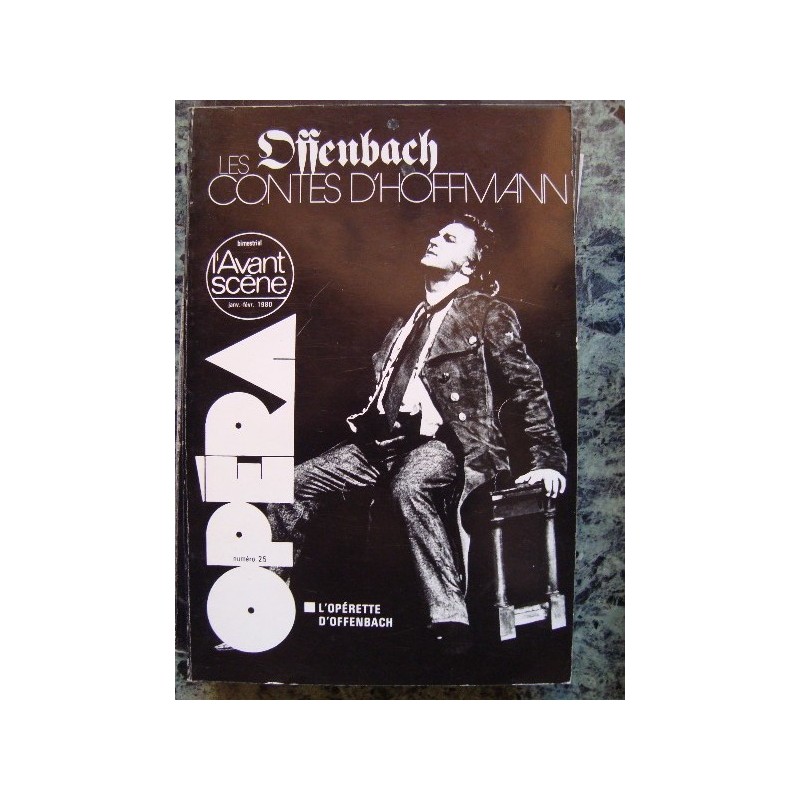 Offenbach
LES
CONTES D'HOFFMANN
bimestriel
l'Avant
scène
janv.-févr. 1980
OPÉRA
numéro 25
L'OPÉRETTE
D'OFFENBACH